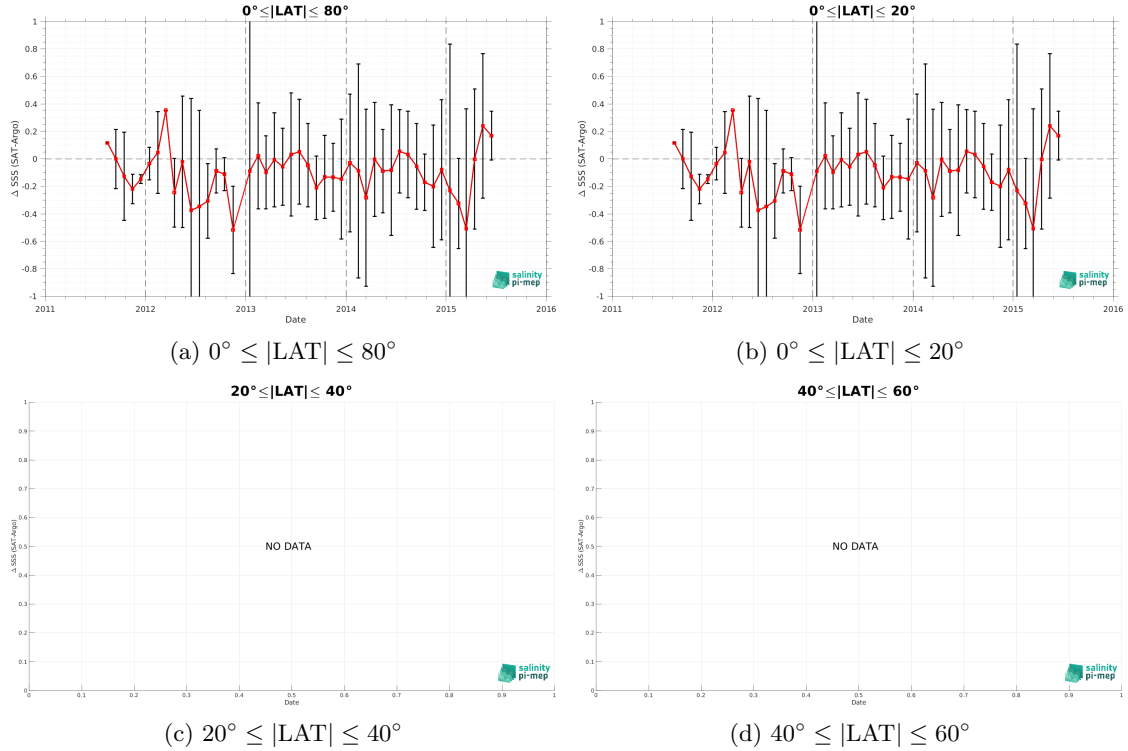 0°≤|LAT|≤ 80°
Δ SSS (SAT-Argo)
1
0.8
0.6
0.4
0.2
0
-0.2
-0.4
-0.6
-0.8
-1
2011 2012 2013 2014 2015 2016
Date
salinity
pi-mep
(a) 0° ≤ |LAT| ≤ 80°
0°≤|LAT|≤ 20°
Δ SSS (SAT-Argo)
1
0.8
0.6
0.4
0.2
0
-0.2
-0.4
-0.6
-0.8
-1
2011 2012 2013 2014 2015 2016
Date
salinity
pi-mep
(b) 0° ≤ |LAT| ≤ 20°
20°≤|LAT|≤ 40°
Δ SSS (SAT-Argo)
1
0.9
0.8
0.7
0.6
0.5
0.4
0.3
0.2
0.1
0
NO DATA
0 0.1 0.2 0.3 0.4 0.5 0.6 0.7 0.8 0.9 1
Date
salinity
pi-mep
(c) 20° ≤ |LAT| ≤ 40°
40°≤|LAT|≤ 60°
Δ SSS (SAT-Argo)
1
0.9
0.8
0.7
0.6
0.5
0.4
0.3
0.2
0.1
0
NO DATA
0 0.1 0.2 0.3 0.4 0.5 0.6 0.7 0.8 0.9 1
Date
salinity
pi-mep
(d) 40° ≤ |LAT| ≤ 60°